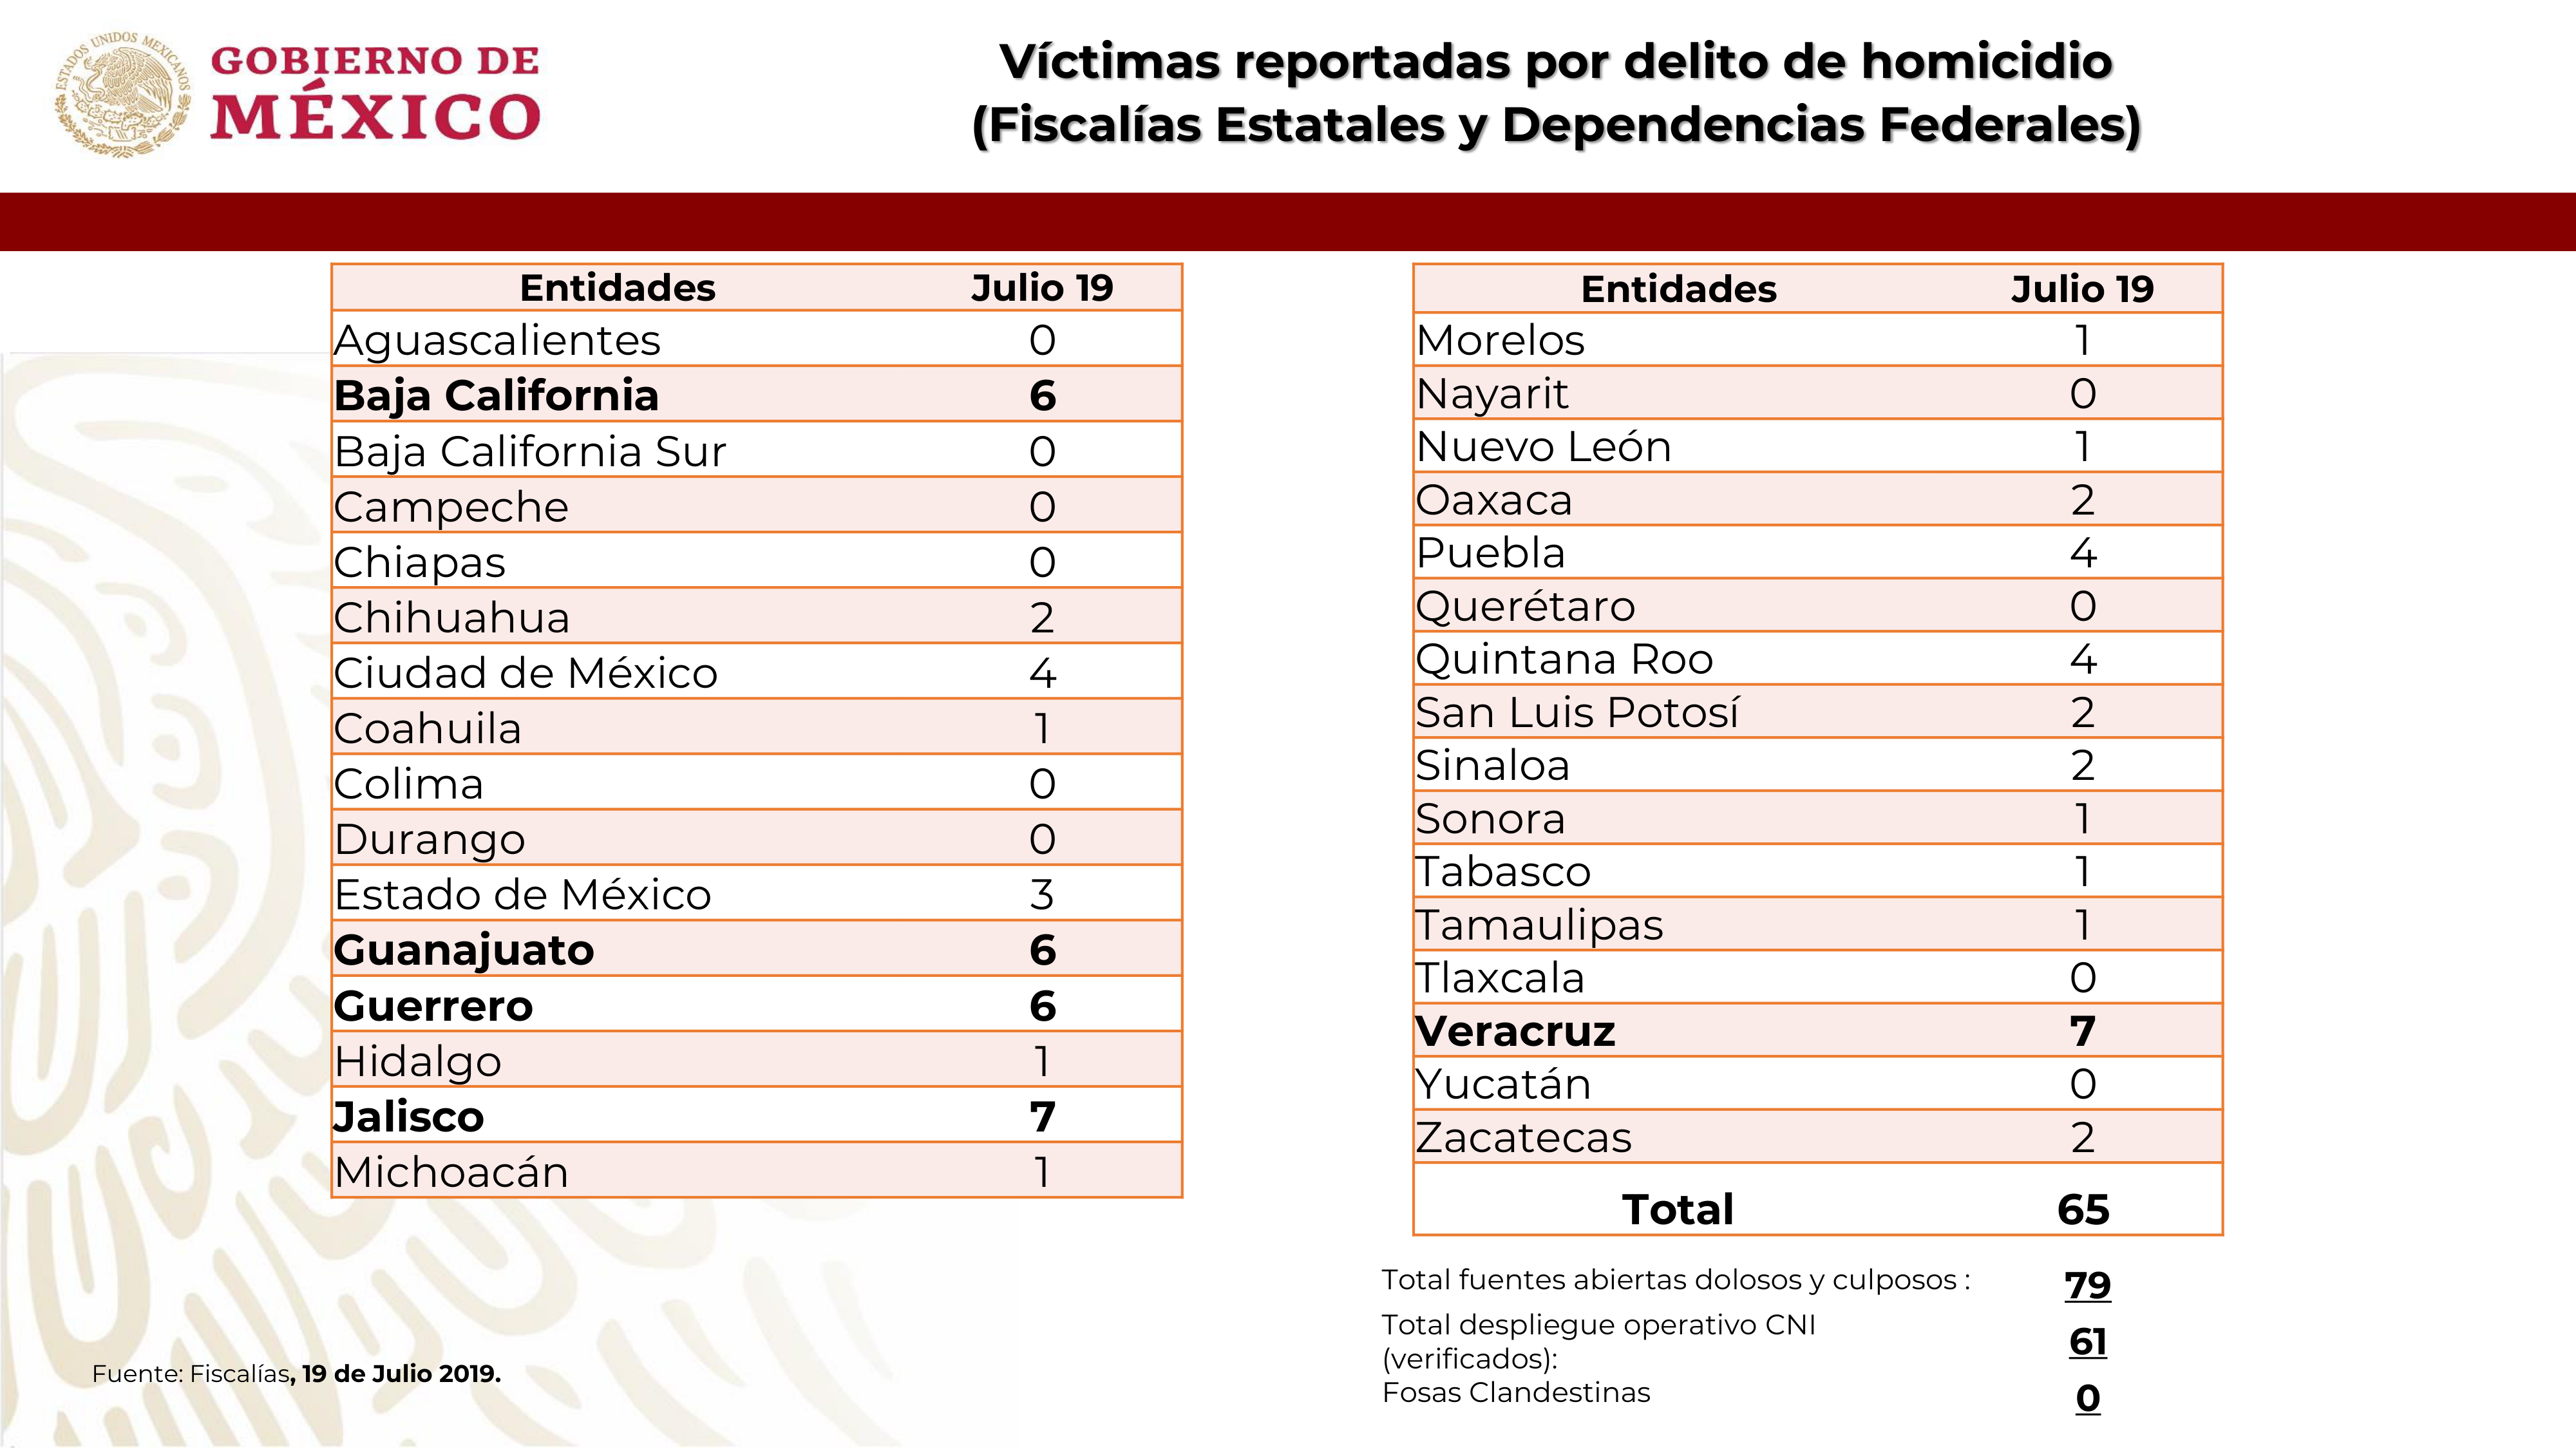 ESTADOS UNIDOS MEXICANOS
GOBIERNO DE
MÉXICO
Víctimas reportadas por delito de homicidio
(Fiscalías Estatales y Dependencias Federales)
Entidades Julio 19
Aguascalientes 0
Baja California 6
Baja California Sur 0
Campeche 0
Chiapas 0
Chihuahua 2
Ciudad de México 4
Coahuila 1
Colima 0
Durango 0
Estado de México 3
Guanajuato 6
Guerrero 6
Hidalgo 1
Jalisco 7
Michoacán 1
Entidades Julio 19
Morelos 1
Nayarit 0
Nuevo León 1
Oaxaca 2
Puebla 4
Querétaro 0
Quintana Roo 4
San Luis Potosí 2
Sinaloa 2
Sonora 1
Tabasco 1
Tamaulipas 1
Tlaxcala 0
Veracruz 7
Yucatán 0
Zacatecas 2
Total 65
Total fuentes abiertas dolosos y culposos : 79
Total despliegue operativo CNI
(verificados): 61
Fosas Clandestinas 0
Fuente: Fiscalías, 19 de Julio 2019.